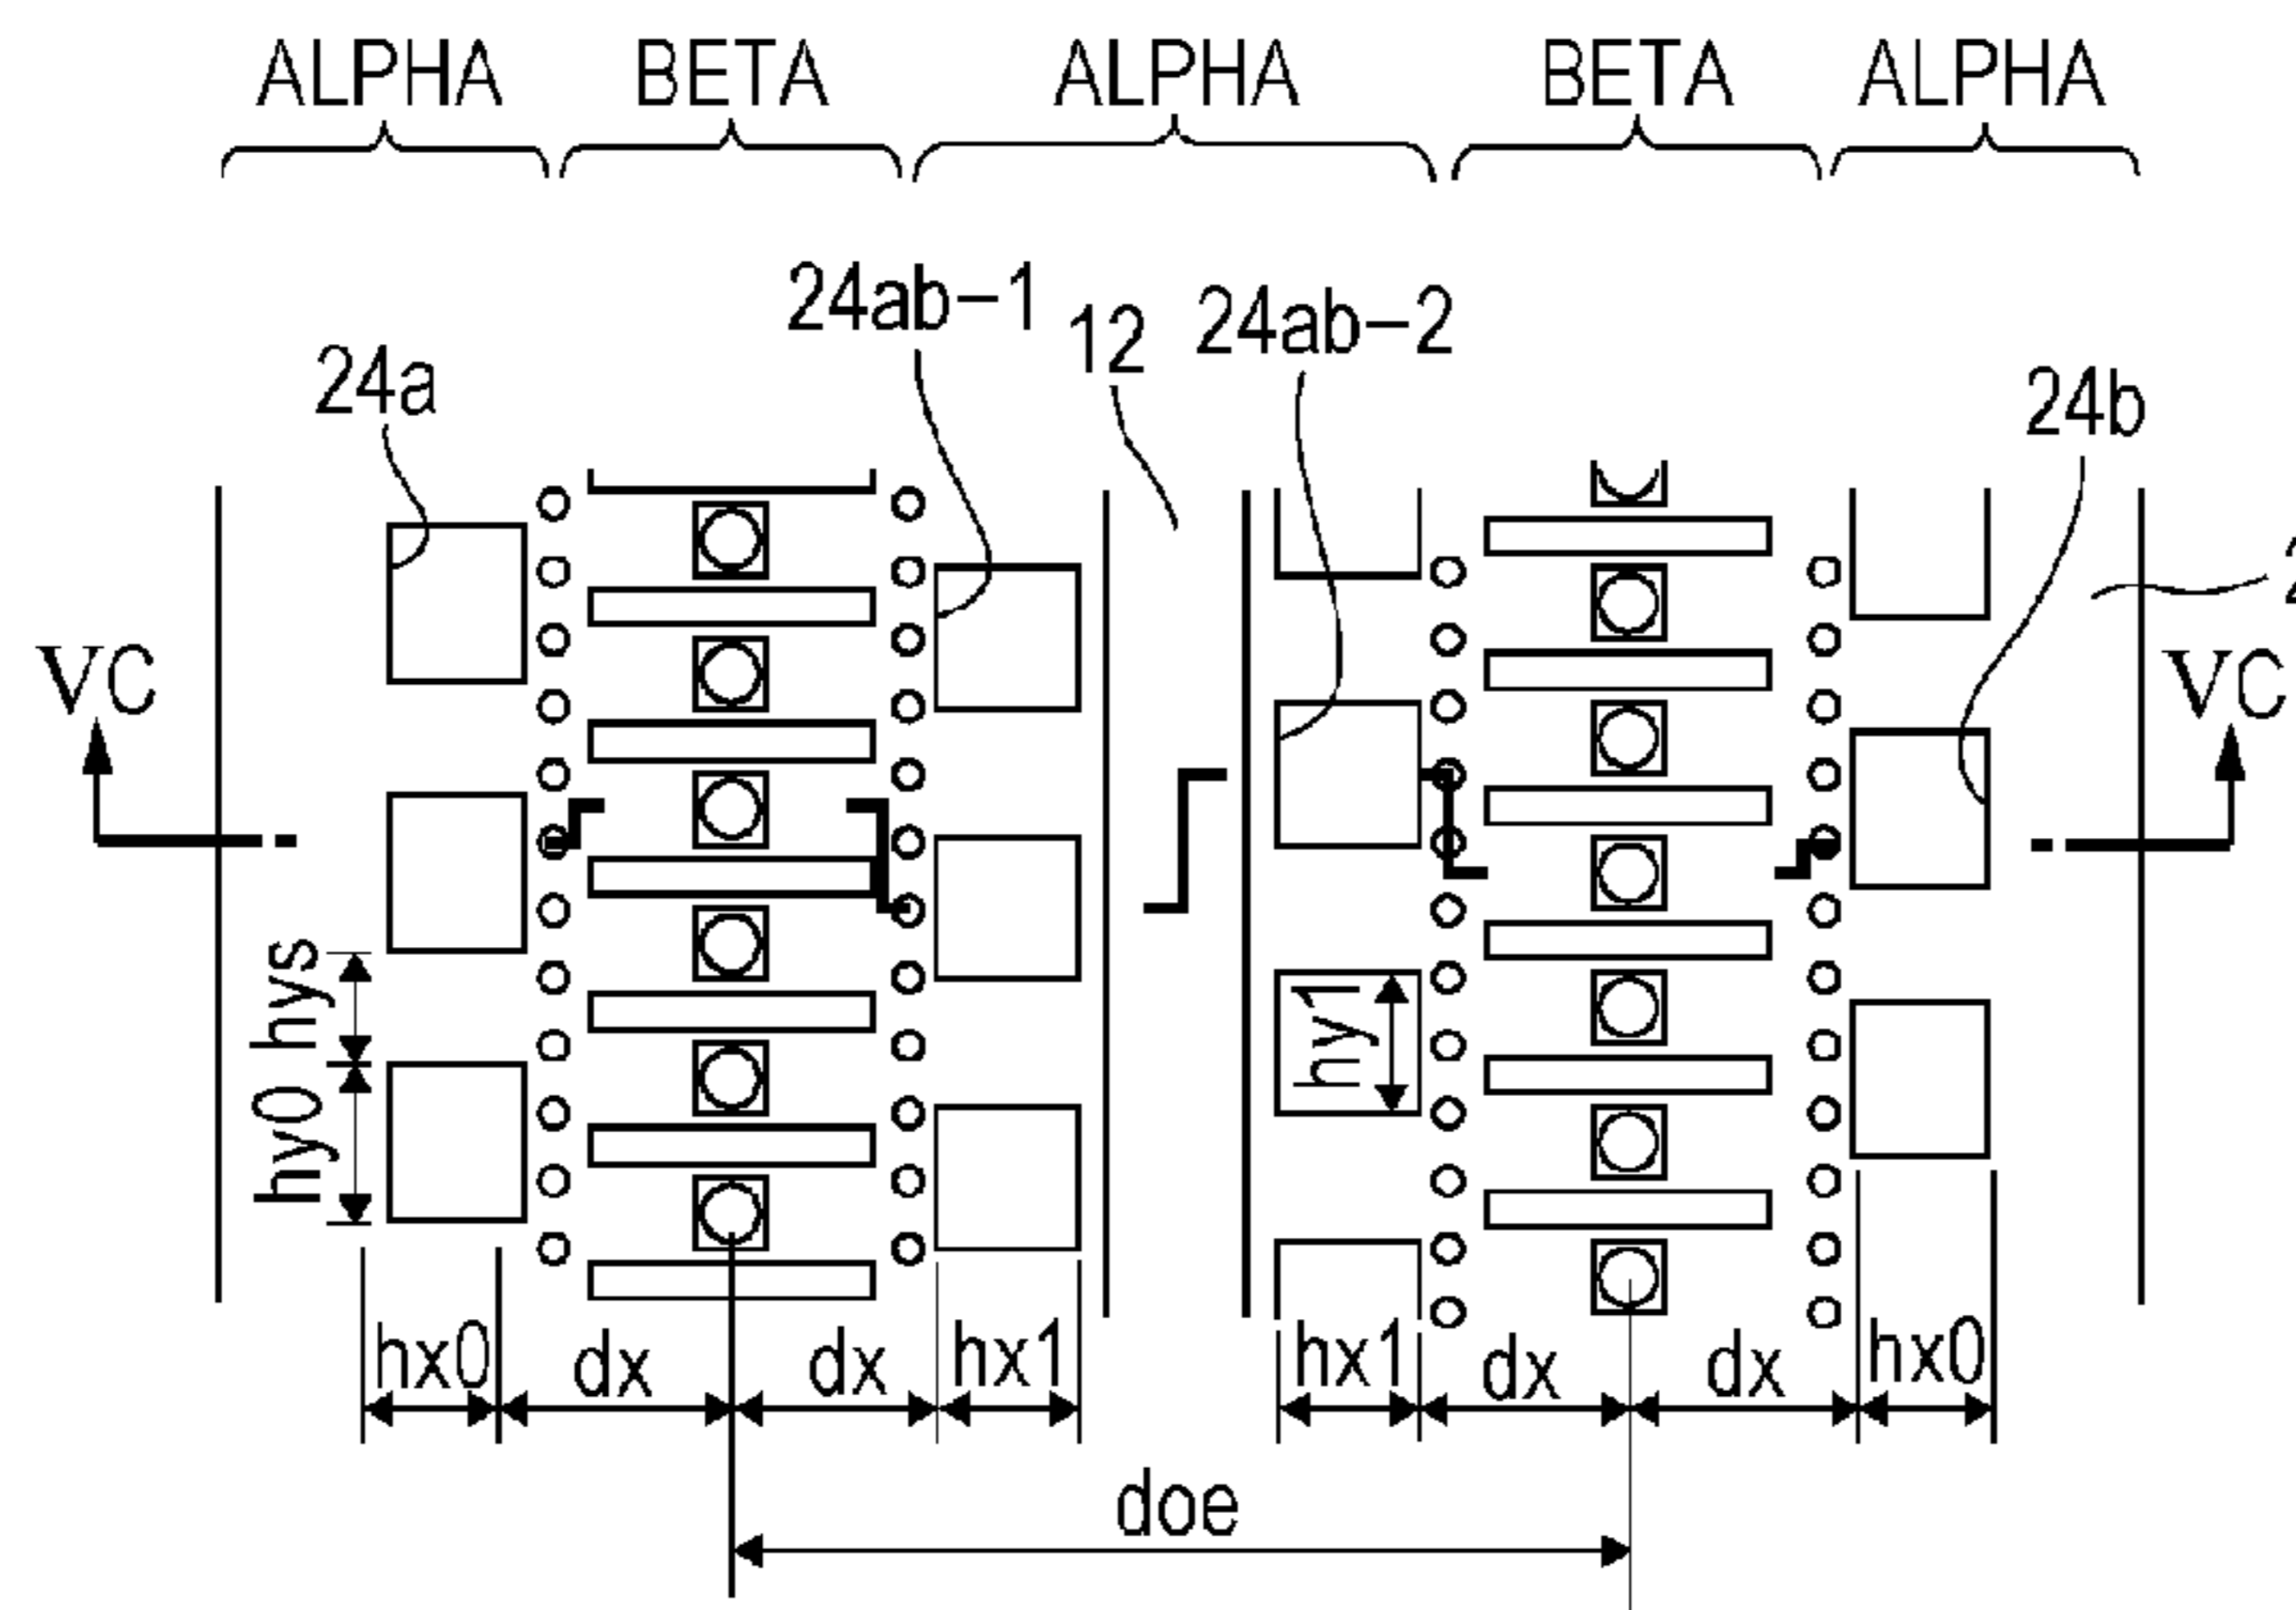 ALPHA BETA ALPHA BETA ALPHA
24ab-1
12 24ab-2
24a 24b
VC VC
hys
hy0
hy1
hx0 dx dx hx1 hx1 dx dx hx0
doe